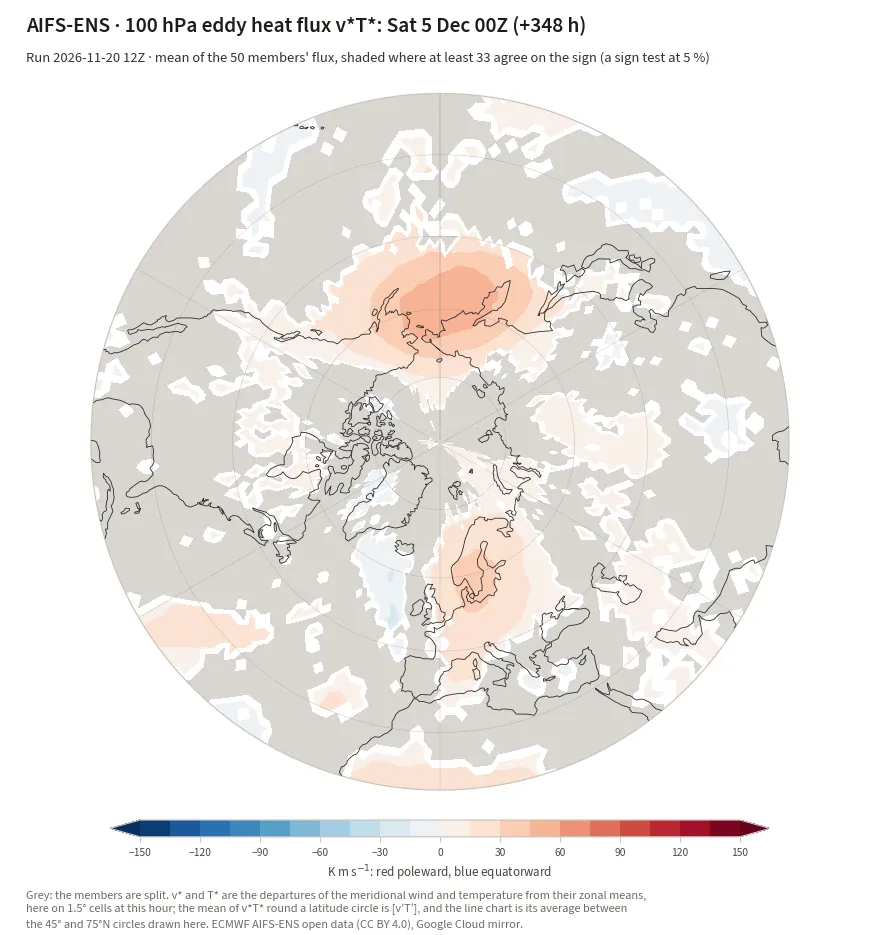 AIFS-ENS · 100 hPa eddy heat flux v*T*: Sat 5 Dec 00Z (+348 h)
Run 2026-11-20 12Z · mean of the 50 members' flux, shaded where at least 33 agree on the sign (a sign test at 5 %)
−150 −120 −90 −60 −30 0 30 60 90 120 150
K m s⁻¹: red poleward, blue equatorward
Grey: the members are split. v* and T* are the departures of the meridional wind and temperature from their zonal means,
here on 1.5° cells at this hour; the mean of v*T* round a latitude circle is [v'T'], and the line chart is its average between
the 45° and 75°N circles drawn here. ECMWF AIFS-ENS open data (CC BY 4.0), Google Cloud mirror.